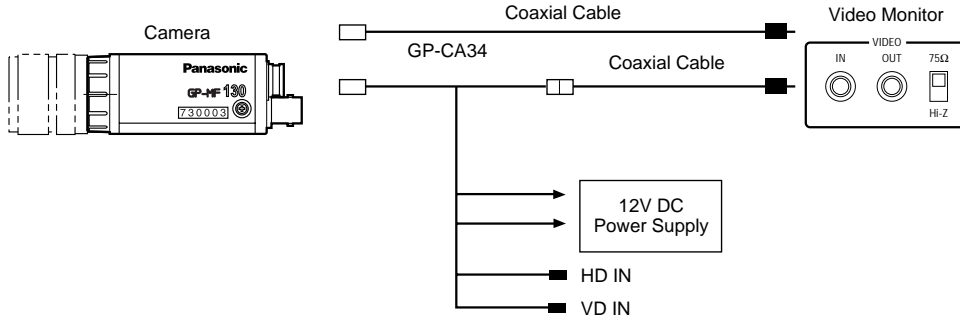 Coaxial Cable
Video Monitor
Camera
GP-CA34
Coaxial Cable
VIDEO
IN OUT 75Ω
Hi-Z
Panasonic
GP-MF 130
730003
12V DC
Power Supply
HD IN
VD IN